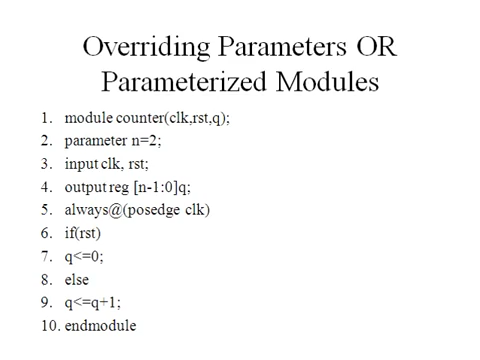 Overriding Parameters OR
Parameterized Modules
1. module counter(clk,rst,q);
2. parameter n=2;
3. input clk, rst;
4. output reg [n-1:0]q;
5. always@(posedge clk)
6. if(rst)
7. q<=0;
8. else
9. q<=q+1;
10. endmodule